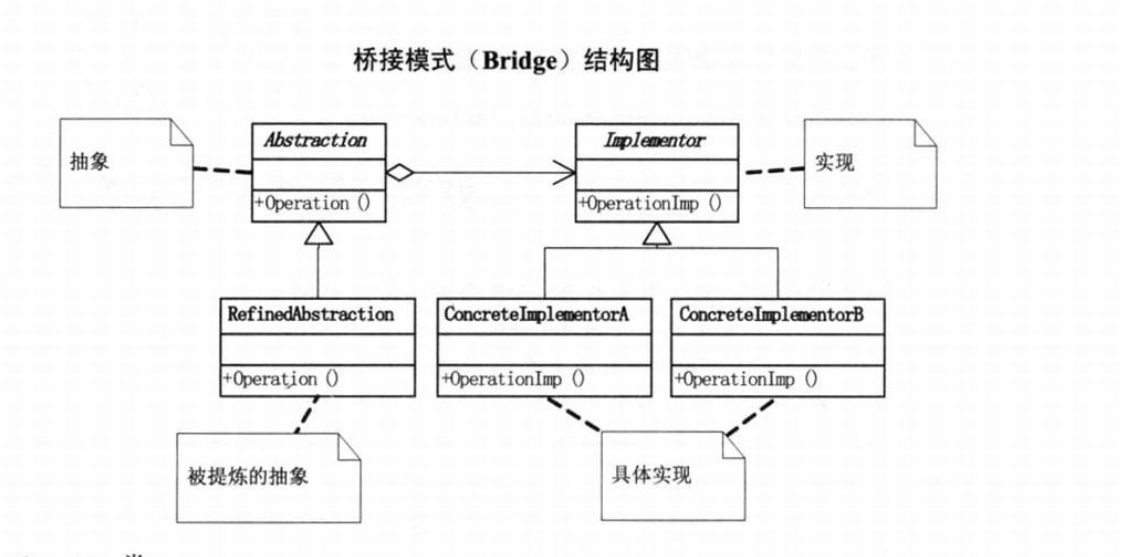 桥接模式（Bridge）结构图
抽象
Abstraction
+Operation ()
Implementor
+OperationImp ()
实现
RefinedAbstraction
+Operation ()
ConcreteImplementorA
+OperationImp ()
ConcreteImplementorB
+OperationImp ()
被提炼的抽象
具体实现